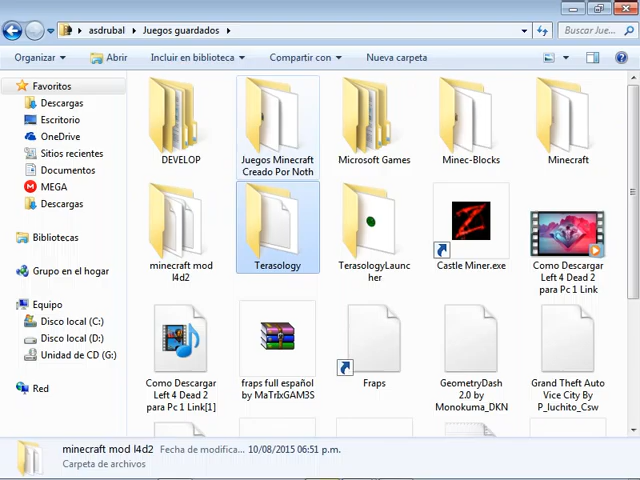 asdrubal ▸ Juegos guardados ▸
Buscar Jue...
Organizar
Abrir
Incluir en biblioteca
Compartir con
Nueva carpeta
Favoritos
Descargas
Escritorio
OneDrive
Sitios recientes
Documentos
MEGA
Descargas
Bibliotecas
Grupo en el hogar
Equipo
Disco local (C:)
Disco local (D:)
Unidad de CD (G:)
Red
DEVELOP
Juegos Minecraft
Creado Por Noth
Microsoft Games
Minec-Blocks
Minecraft
minecraft mod
l4d2
Terasology
TerasologyLaunc
her
Castle Miner.exe
Como Descargar
Left 4 Dead 2
para Pc 1 Link
Como Descargar
Left 4 Dead 2
para Pc 1 Link[1]
fraps full español
by MaTrIxGAM3S
Fraps
GeometryDash
2.0 by
Monokuma_DKN
Grand Theft Auto
Vice City By
P_luchito_Csw
minecraft mod l4d2 Fecha de modifica... 10/08/2015 06:51 p.m.
Carpeta de archivos